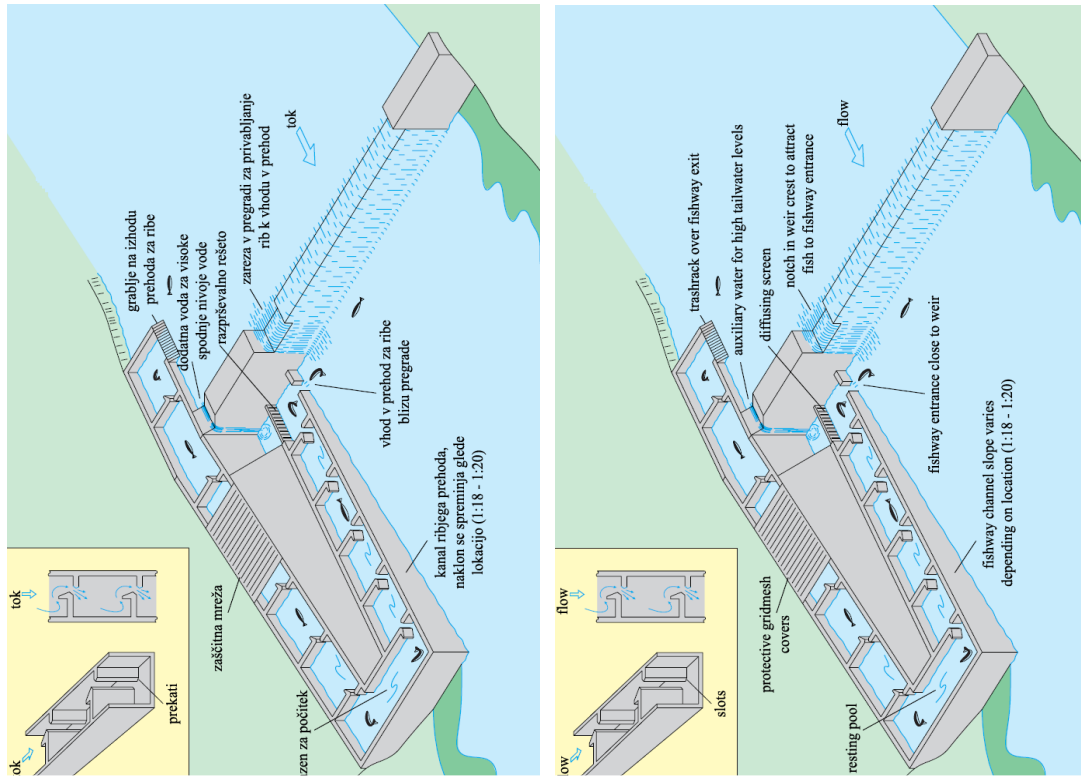 tok
tok
prekati
zaščitna mreža
zen za počitek
grablje na izhodu
prehoda za ribe
dodatna voda za visoke
spodnje nivoje vode
razprševalno rešeto
zareza v pregradi za privabljanje
rib k vhodu v prehod
tok
vhod v prehod za ribe
blizu pregrade
kanal ribjega prehoda,
naklon se spreminja glede
lokacijo (1:18 - 1:20)
flow
flow
slots
protective gridmesh
covers
resting pool
trashrack over fishway exit
auxiliary water for high tailwater levels
diffusing screen
notch in weir crest to attract
fish to fishway entrance
flow
fishway entrance close to weir
fishway channel slope varies
depending on location (1:18 - 1:20)